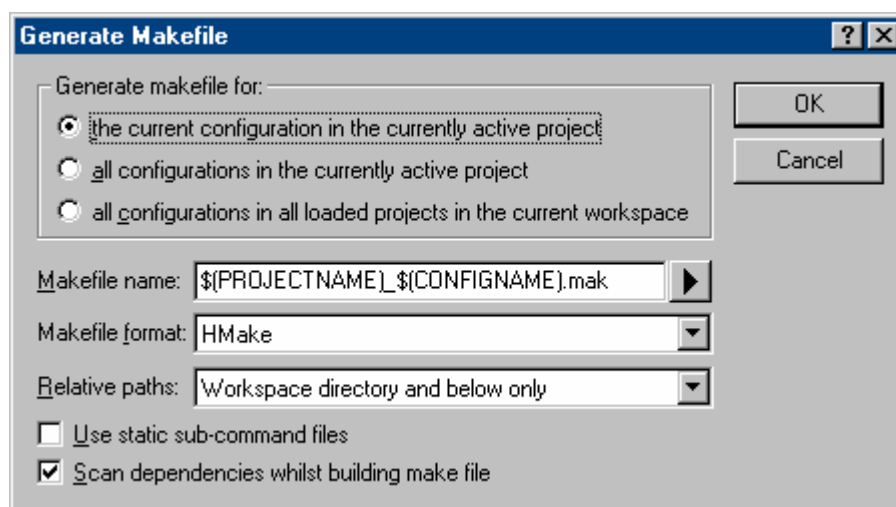 Generate Makefile
Generate makefile for:
the current configuration in the currently active project
all configurations in the currently active project
all configurations in all loaded projects in the current workspace
OK
Cancel
Makefile name: $(PROJECTNAME)_$(CONFIGNAME).mak
Makefile format: HMake
Relative paths: Workspace directory and below only
Use static sub-command files
Scan dependencies whilst building make file